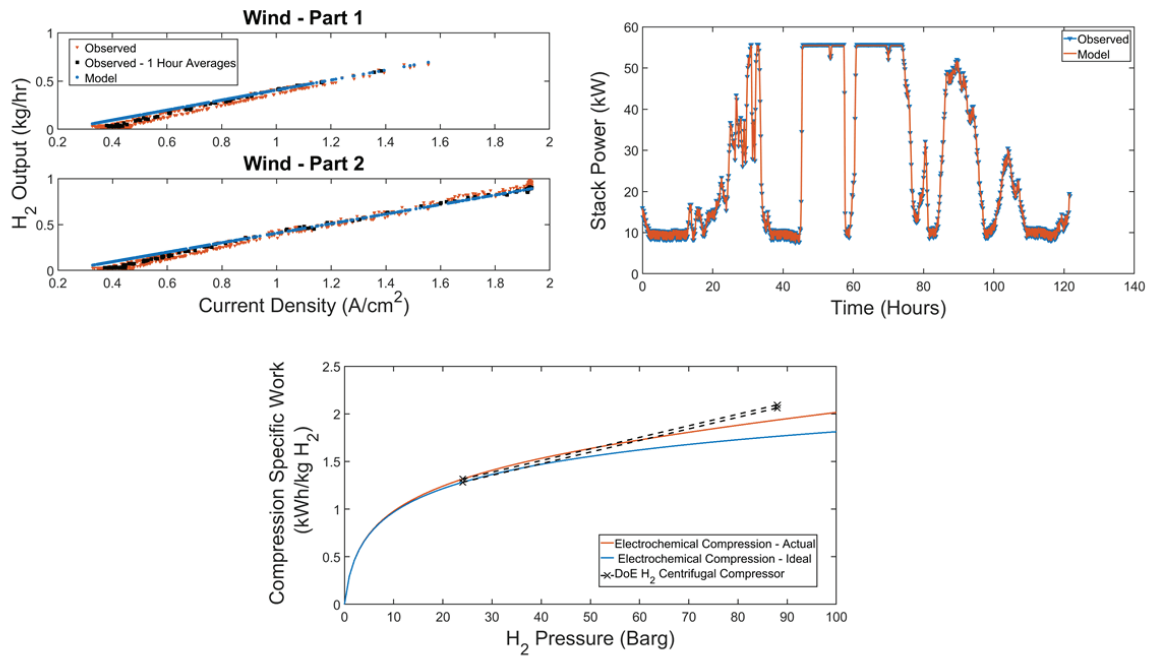 Wind - Part 1
1
0.5
0
Observed
Observed - 1 Hour Averages
Model
0.2 0.4 0.6 0.8 1 1.2 1.4 1.6 1.8 2
Wind - Part 2
1
0.5
0
0.2 0.4 0.6 0.8 1 1.2 1.4 1.6 1.8 2
H2 Output (kg/hr)
Current Density (A/cm2)
60
50
40
30
20
10
0
Observed
Model
0 20 40 60 80 100 120 140
Stack Power (kW)
Time (Hours)
2.5
2
1.5
1
0.5
0
Compression Specific Work
(kWh/kg H2)
Electrochemical Compression - Actual
Electrochemical Compression - Ideal
DoE H2 Centrifugal Compressor
0 10 20 30 40 50 60 70 80 90 100
H2 Pressure (Barg)